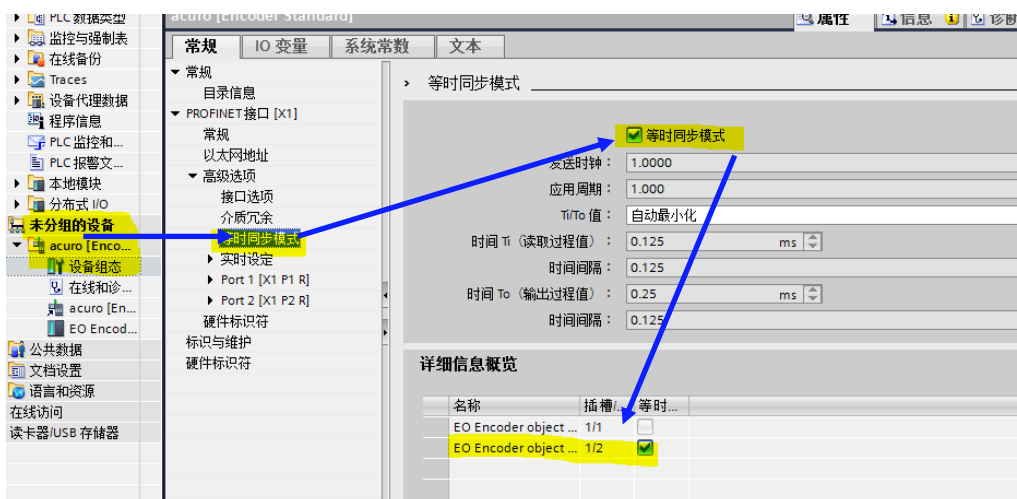 PLC 数据类型
监控与强制表
在线备份
Traces
设备代理数据
程序信息
PLC 监控和...
PLC 报警文...
本地模块
分布式 I/O
未分组的设备
acuro [Enco...
设备组态
在线和诊...
acuro [En...
EO Encod...
公共数据
文档设置
语言和资源
在线访问
读卡器/USB 存储器
acuro [Encoder Standard]
属性
信息
诊断
常规
IO 变量
系统常数
文本
常规
目录信息
PROFINET接口 [X1]
常规
以太网地址
高级选项
接口选项
介质冗余
等时同步模式
实时设定
Port 1 [X1 P1 R]
Port 2 [X1 P2 R]
硬件标识符
标识与维护
硬件标识符
等时同步模式
等时同步模式
发送时钟： 1.0000
应用周期： 1.000
Ti/To 值： 自动最小化
时间 Ti（读取过程值）： 0.125 ms
时间间隔： 0.125
时间 To（输出过程值）： 0.25 ms
时间间隔： 0.125
详细信息概览
名称 插槽/... 等时...
EO Encoder object ... 1/1
EO Encoder object ... 1/2